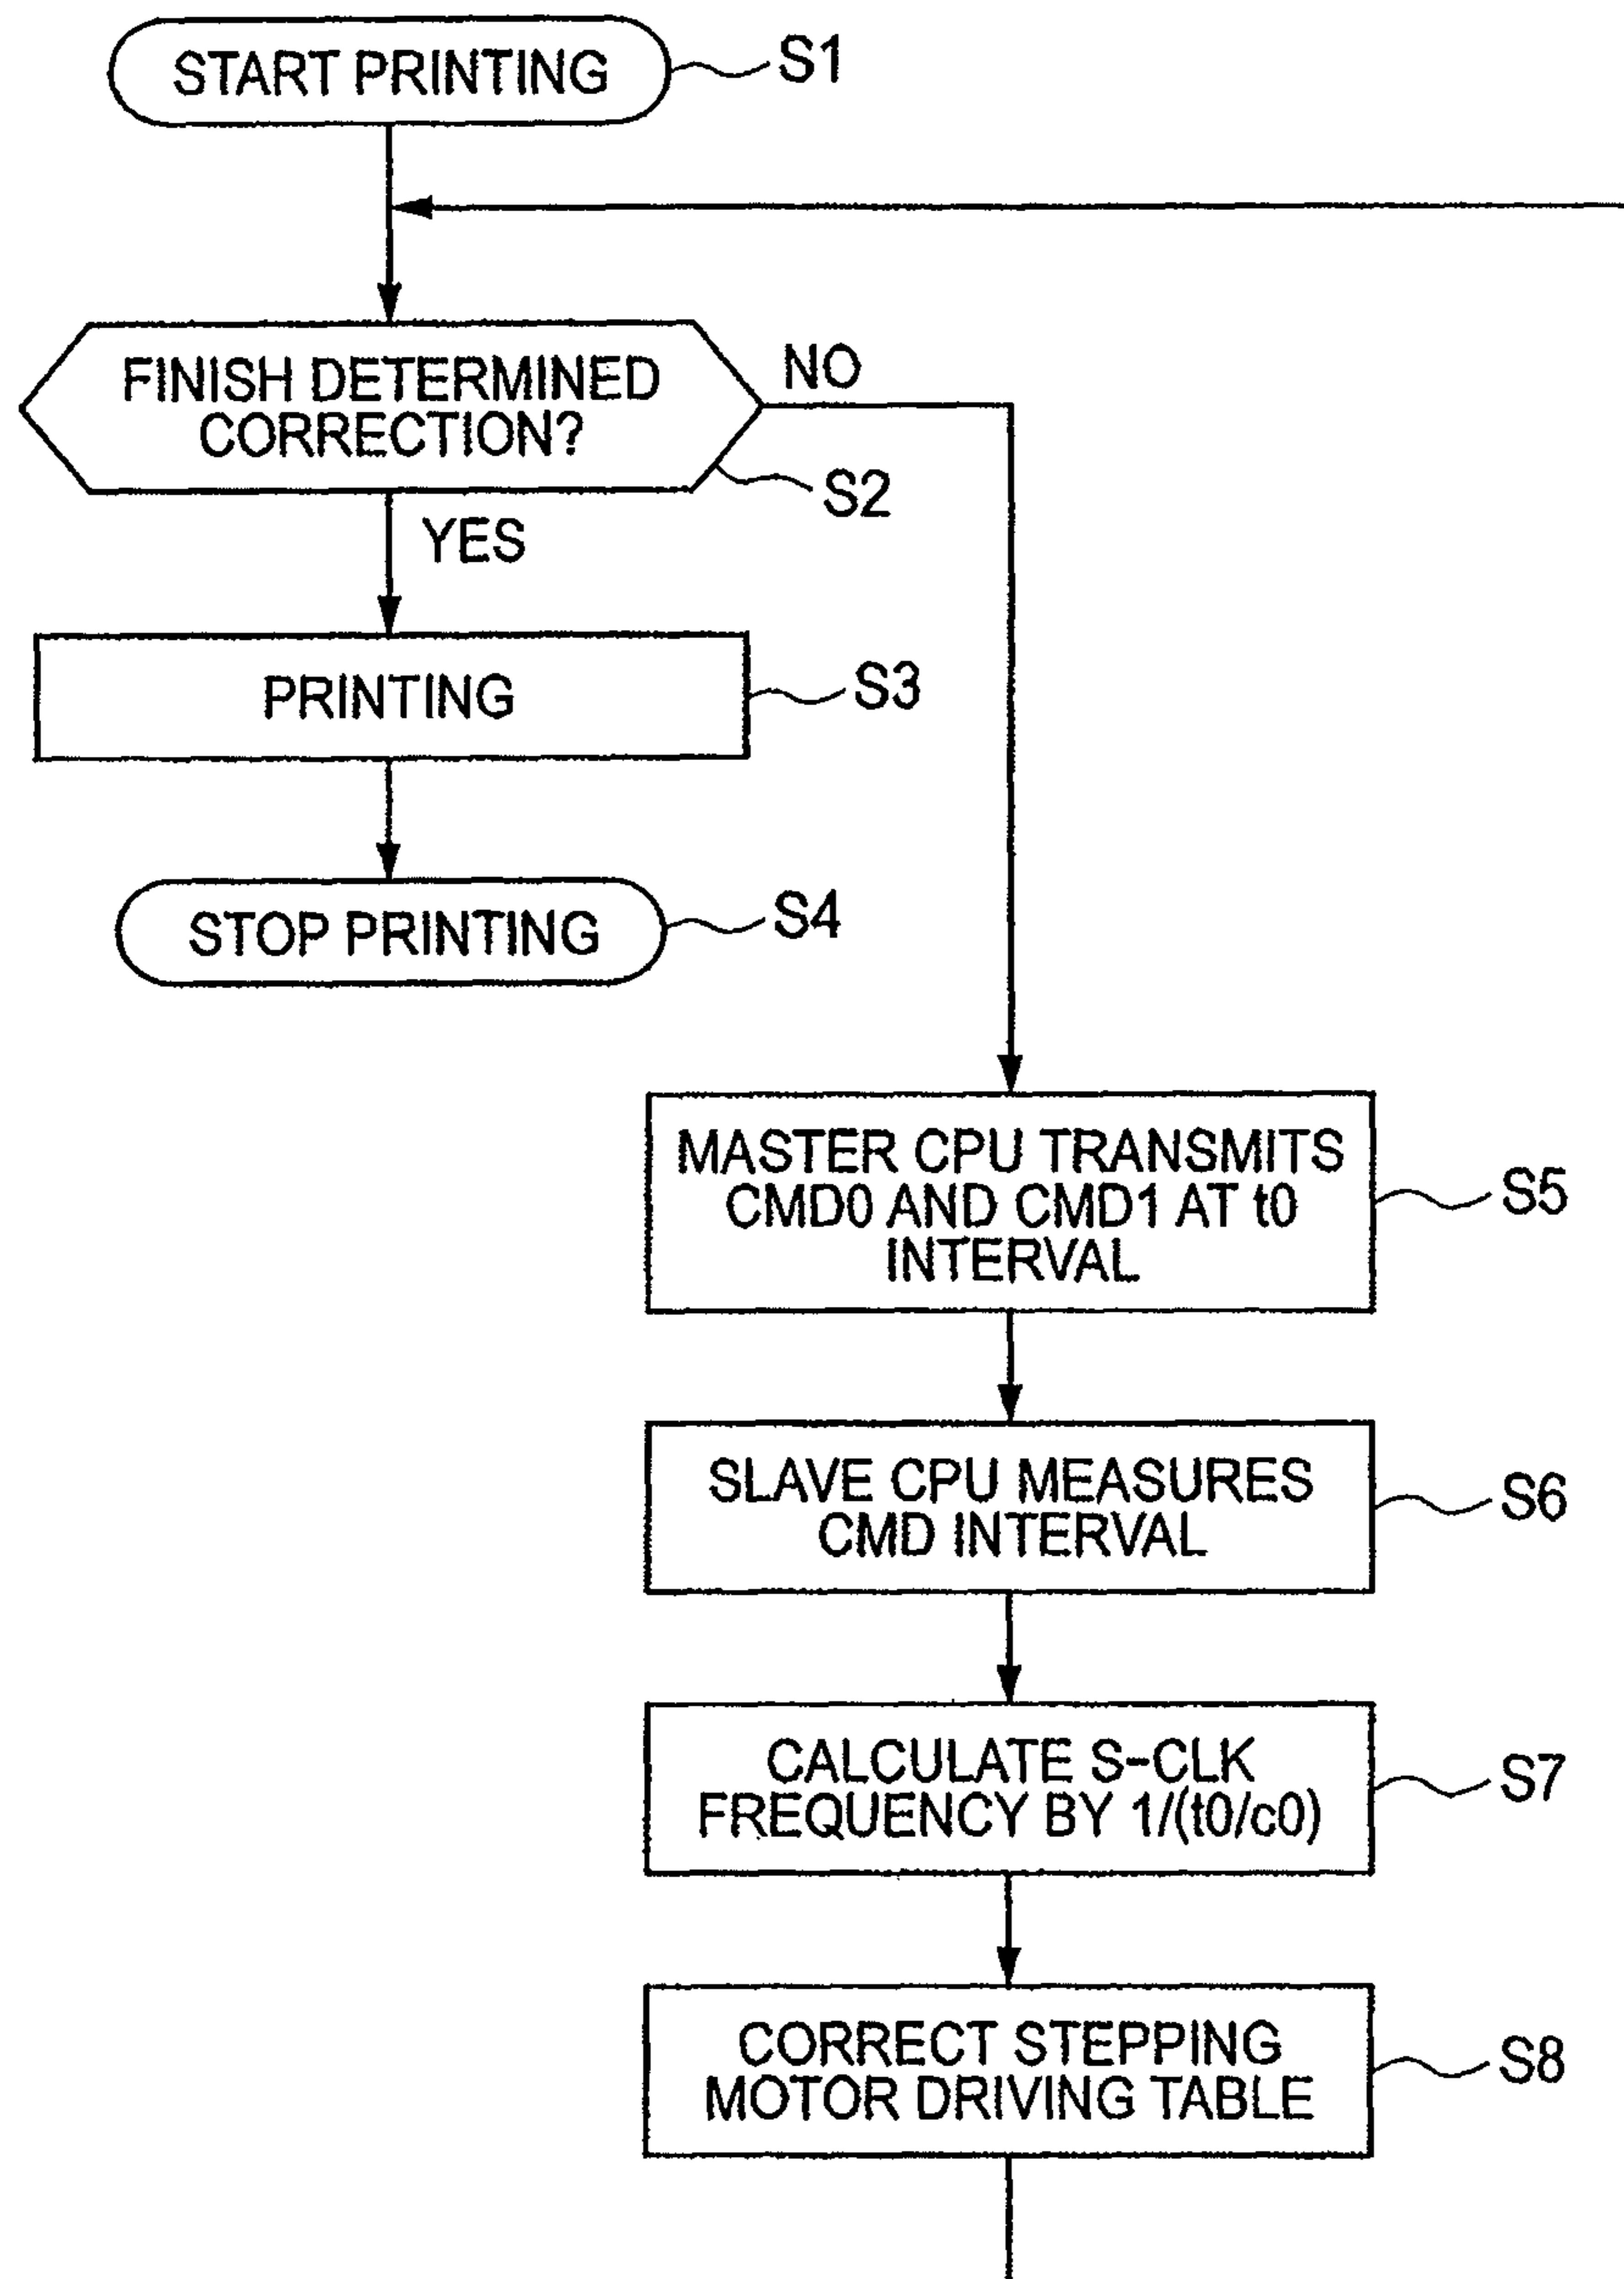 START PRINTING
S1
FINISH DETERMINED
CORRECTION?
NO
S2
YES
PRINTING
S3
STOP PRINTING
S4
MASTER CPU TRANSMITS
CMD0 AND CMD1 AT t0
INTERVAL
S5
SLAVE CPU MEASURES
CMD INTERVAL
S6
CALCULATE S-CLK
FREQUENCY BY 1/(t0/c0)
S7
CORRECT STEPPING
MOTOR DRIVING TABLE
S8